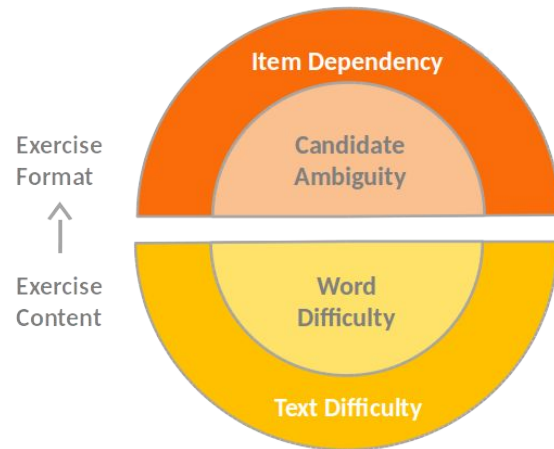 Item Dependency
Exercise
Format
Candidate
Ambiguity
Exercise
Content
Word
Difficulty
Text Difficulty